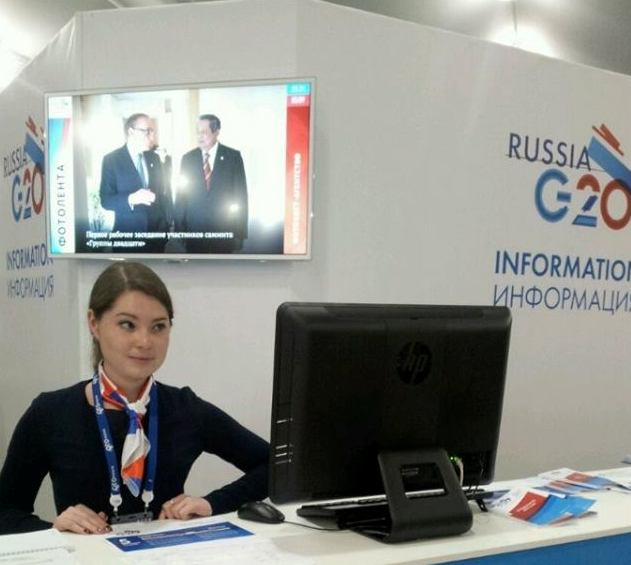 ФОТОЛЕНТА
Первое рабочее заседание участников саммита
«Группы двадцати»
RUSSIA
G20
INFORMATION
ИНФОРМАЦИЯ
RUSSIA
G20
INFORMATION
ИНФОРМАЦИЯ
hp